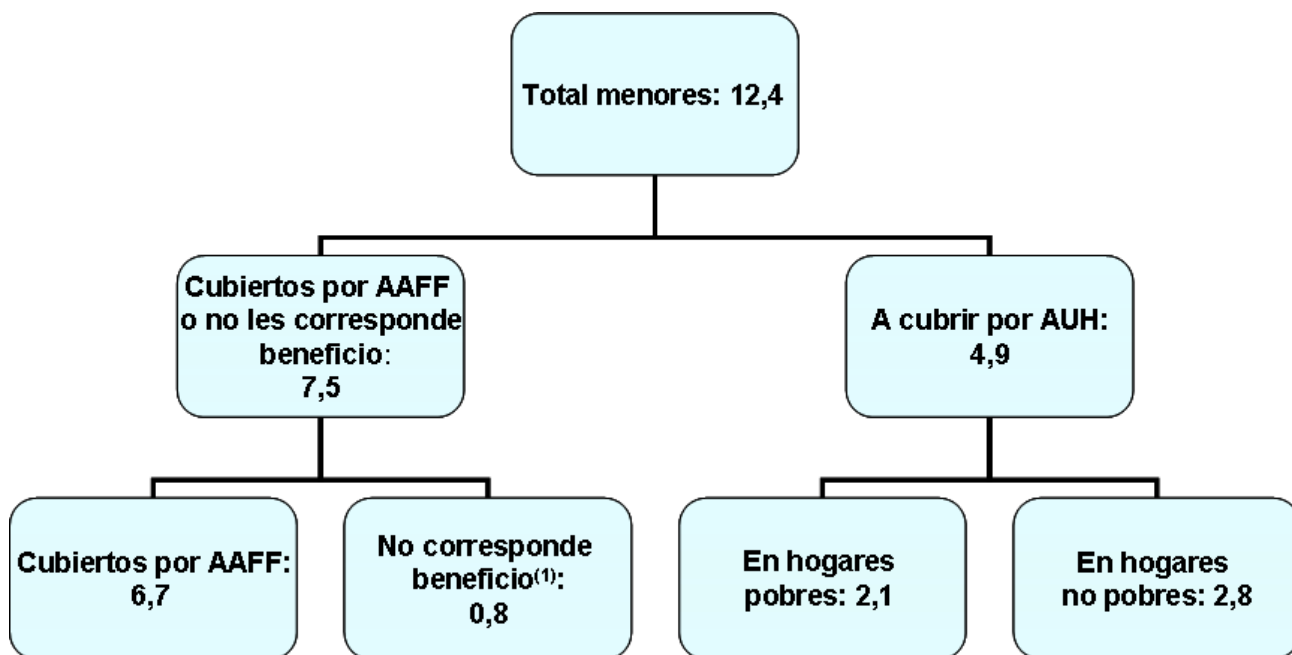 Total menores: 12,4
Cubiertos por AAFF
o no les corresponde
beneficio:
7,5
A cubrir por AUH:
4,9
Cubiertos por AAFF:
6,7
No corresponde
beneficio(1):
0,8
En hogares
pobres: 2,1
En hogares
no pobres: 2,8